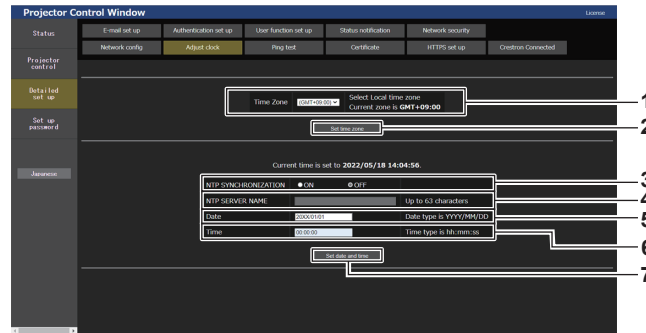 Projector Control Window
License
Status
Projector
control
Detailed
set up
Set up
password
Japanese
E-mail set up
Authentication set up
User function set up
Status notification
Network security
Network config
Adjust clock
Ping test
Certificate
HTTPS set up
Crestron Connected
Time Zone
(GMT+09:00)
Select Local time zone
Current zone is GMT+09:00
1
Set time zone
2
Current time is set to 2022/05/18 14:04:56.
NTP SYNCHRONIZATION ON OFF
3
NTP SERVER NAME Up to 63 characters
4
Date 20XX/01/01 Date type is YYYY/MM/DD
5
Time 00:00:00 Time type is hh:mm:ss
6
Set date and time
7